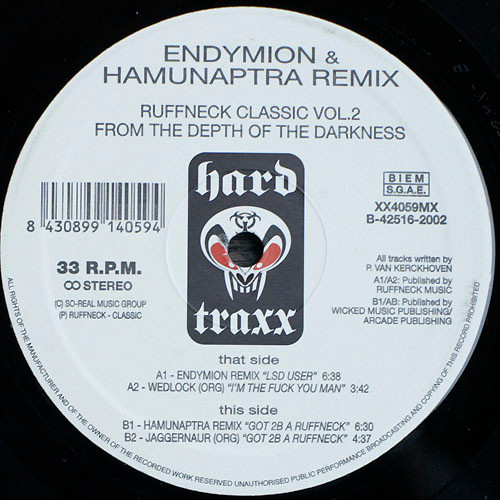 ENDYMION &
HAMUNAPTRA REMIX
RUFFNECK CLASSIC VOL.2
FROM THE DEPTH OF THE DARKNESS
hard
traxx
8 430899 140594
33 R.P.M.
STEREO
(C) SO-REAL MUSIC GROUP
(P) RUFFNECK - CLASSIC
BIEM
S.G.A.E.
XX4059MX
B-42516-2002
All tracks written by
P. VAN KERCKHOVEN
A1/A2: Published by
RUFFNECK MUSIC
B1/AB: Published by
WICKED MUSIC PUBLISHING/
ARCADE PUBLISHING
that side
A1 - ENDYMION REMIX "LSD USER" 6:38
A2 - WEDLOCK (ORG) "I'M THE FUCK YOU MAN" 3:42
this side
B1 - HAMUNAPTRA REMIX "GOT 2B A RUFFNECK" 6:30
B2 - JAGGERNAUR (ORG) "GOT 2B A RUFFNECK" 4:37
ALL RIGHTS OF THE MANUFACTURER AND OF THE OWNER OF THE RECORDED WORK RESERVED UNAUTHORISED PUBLIC PERFORMANCE BROADCASTING AND COPYING OF THIS RECORD PROHIBITED